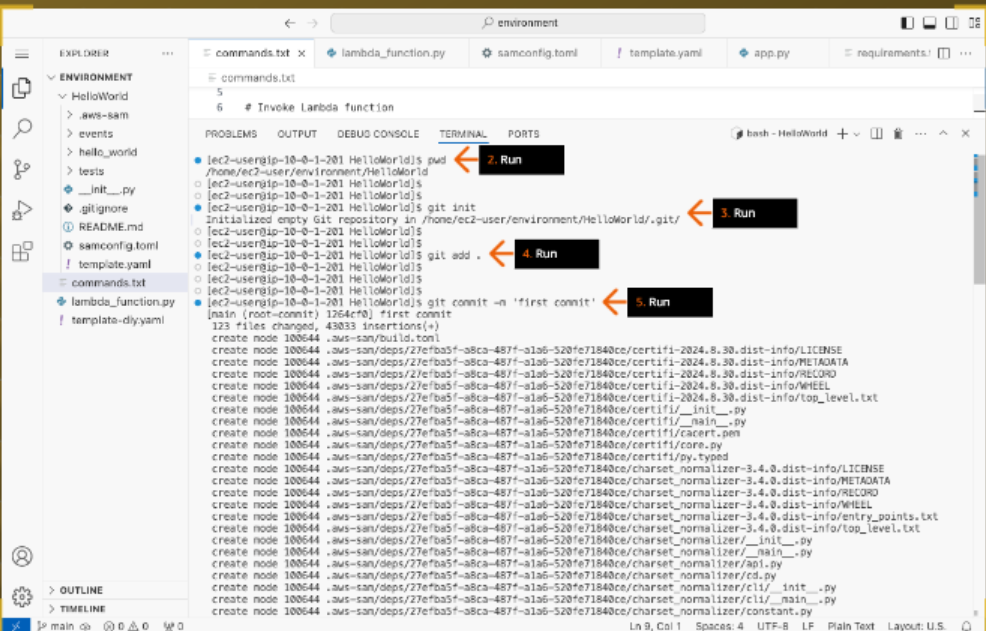 environment
EXPLORER
ENVIRONMENT
HelloWorld
.aws-sam
events
hello_world
tests
__init__.py
.gitignore
README.md
samconfig.toml
template.yaml
commands.txt
lambda_function.py
template-diy.yaml
OUTLINE
TIMELINE
commands.txt
lambda_function.py
samconfig.toml
template.yaml
app.py
requirements.
commands.txt
5
6 # Invoke Lambda function
PROBLEMS OUTPUT DEBUG CONSOLE TERMINAL PORTS
bash - HelloWorld
[ec2-user@ip-10-0-1-201 HelloWorld]$ pwd
2. Run
/home/ec2-user/environment/HelloWorld
[ec2-user@ip-10-0-1-201 HelloWorld]$
[ec2-user@ip-10-0-1-201 HelloWorld]$
[ec2-user@ip-10-0-1-201 HelloWorld]$ git init
Initialized empty Git repository in /home/ec2-user/environment/HelloWorld/.git/
3. Run
[ec2-user@ip-10-0-1-201 HelloWorld]$
[ec2-user@ip-10-0-1-201 HelloWorld]$
[ec2-user@ip-10-0-1-201 HelloWorld]$ git add .
4. Run
[ec2-user@ip-10-0-1-201 HelloWorld]$
[ec2-user@ip-10-0-1-201 HelloWorld]$
[ec2-user@ip-10-0-1-201 HelloWorld]$
[ec2-user@ip-10-0-1-201 HelloWorld]$ git commit -m 'first commit'
5. Run
[main (root-commit) 1264cf0] first commit
123 files changed, 43033 insertions(+)
create mode 100644 .aws-sam/build.toml
create mode 100644 .aws-sam/deps/27efba5f-a8ca-487f-a1a6-520fe71840ce/certifi-2024.8.30.dist-info/LICENSE
create mode 100644 .aws-sam/deps/27efba5f-a8ca-487f-a1a6-520fe71840ce/certifi-2024.8.30.dist-info/METADATA
create mode 100644 .aws-sam/deps/27efba5f-a8ca-487f-a1a6-520fe71840ce/certifi-2024.8.30.dist-info/RECORD
create mode 100644 .aws-sam/deps/27efba5f-a8ca-487f-a1a6-520fe71840ce/certifi-2024.8.30.dist-info/WHEEL
create mode 100644 .aws-sam/deps/27efba5f-a8ca-487f-a1a6-520fe71840ce/certifi-2024.8.30.dist-info/top_level.txt
create mode 100644 .aws-sam/deps/27efba5f-a8ca-487f-a1a6-520fe71840ce/certifi/__init__.py
create mode 100644 .aws-sam/deps/27efba5f-a8ca-487f-a1a6-520fe71840ce/certifi/__main__.py
create mode 100644 .aws-sam/deps/27efba5f-a8ca-487f-a1a6-520fe71840ce/certifi/cacert.pem
create mode 100644 .aws-sam/deps/27efba5f-a8ca-487f-a1a6-520fe71840ce/certifi/core.py
create mode 100644 .aws-sam/deps/27efba5f-a8ca-487f-a1a6-520fe71840ce/certifi/py.typed
create mode 100644 .aws-sam/deps/27efba5f-a8ca-487f-a1a6-520fe71840ce/charset_normalizer-3.4.0.dist-info/LICENSE
create mode 100644 .aws-sam/deps/27efba5f-a8ca-487f-a1a6-520fe71840ce/charset_normalizer-3.4.0.dist-info/METADATA
create mode 100644 .aws-sam/deps/27efba5f-a8ca-487f-a1a6-520fe71840ce/charset_normalizer-3.4.0.dist-info/RECORD
create mode 100644 .aws-sam/deps/27efba5f-a8ca-487f-a1a6-520fe71840ce/charset_normalizer-3.4.0.dist-info/WHEEL
create mode 100644 .aws-sam/deps/27efba5f-a8ca-487f-a1a6-520fe71840ce/charset_normalizer-3.4.0.dist-info/entry_points.txt
create mode 100644 .aws-sam/deps/27efba5f-a8ca-487f-a1a6-520fe71840ce/charset_normalizer-3.4.0.dist-info/top_level.txt
create mode 100644 .aws-sam/deps/27efba5f-a8ca-487f-a1a6-520fe71840ce/charset_normalizer/__init__.py
create mode 100644 .aws-sam/deps/27efba5f-a8ca-487f-a1a6-520fe71840ce/charset_normalizer/__main__.py
create mode 100644 .aws-sam/deps/27efba5f-a8ca-487f-a1a6-520fe71840ce/charset_normalizer/api.py
create mode 100644 .aws-sam/deps/27efba5f-a8ca-487f-a1a6-520fe71840ce/charset_normalizer/cd.py
create mode 100644 .aws-sam/deps/27efba5f-a8ca-487f-a1a6-520fe71840ce/charset_normalizer/cli/__init__.py
create mode 100644 .aws-sam/deps/27efba5f-a8ca-487f-a1a6-520fe71840ce/charset_normalizer/cli/__main__.py
create mode 100644 .aws-sam/deps/27efba5f-a8ca-487f-a1a6-520fe71840ce/charset_normalizer/constant.py
main 0 0 0 Ln 9, Col 1 Spaces: 4 UTF-8 LF Plain Text Layout: U.S.